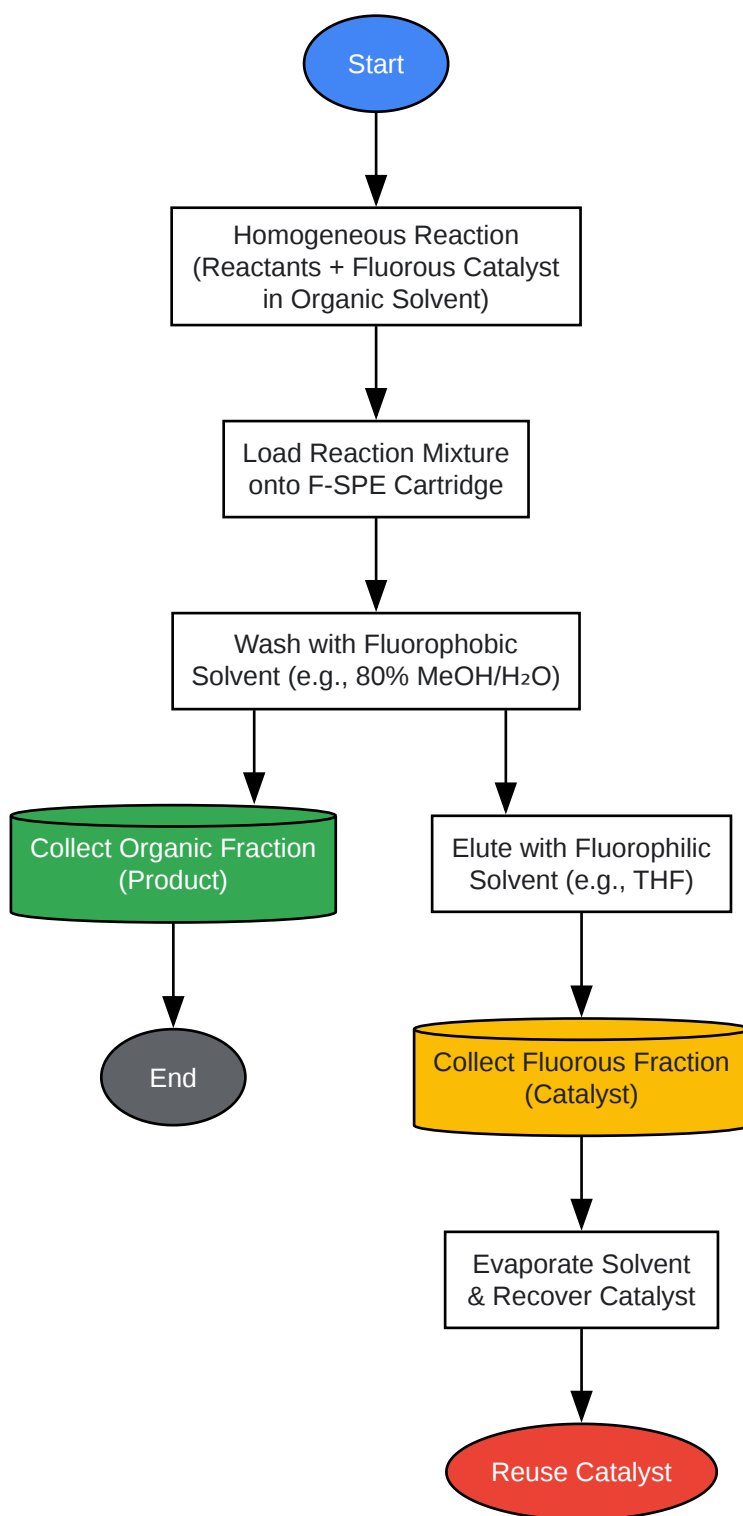 Start
Homogeneous Reaction
(Reactants + Fluorous Catalyst
in Organic Solvent)
Load Reaction Mixture
onto F-SPE Cartridge
Wash with Fluorophobic
Solvent (e.g., 80% MeOH/H₂O)
Collect Organic Fraction
(Product)
Elute with Fluorophilic
Solvent (e.g., THF)
End
Collect Fluorous Fraction
(Catalyst)
Evaporate Solvent
& Recover Catalyst
Reuse Catalyst